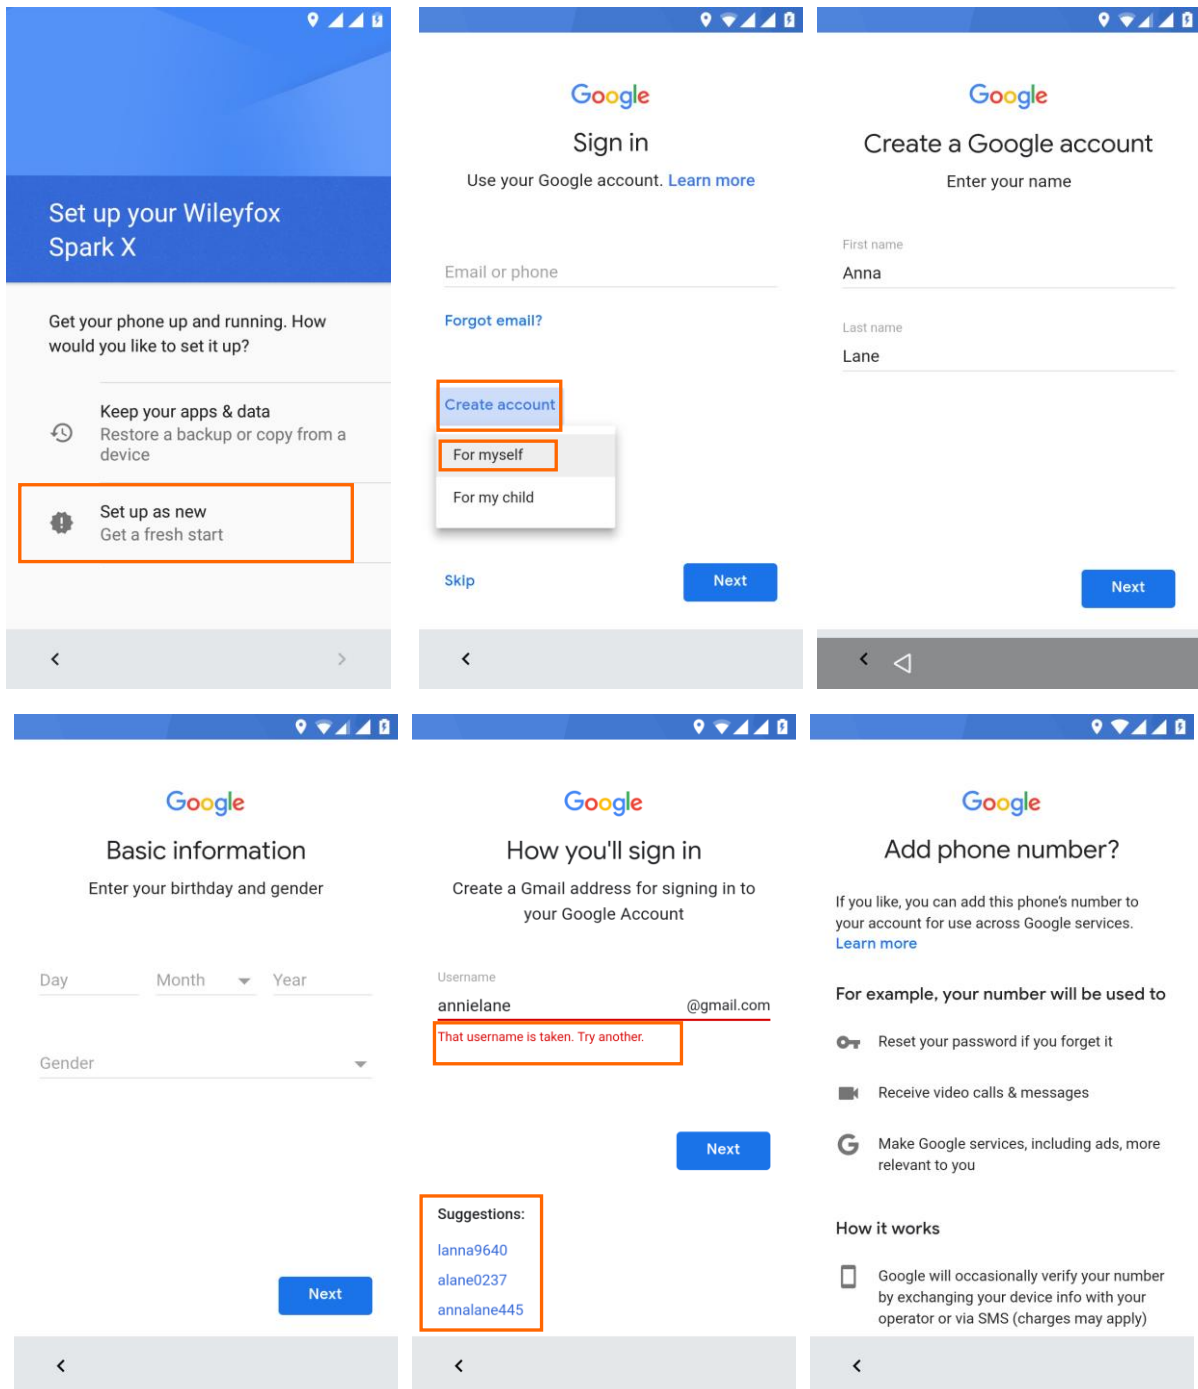 Set up your Wileyfox
Spark X
Get your phone up and running. How
would you like to set it up?
Keep your apps & data
Restore a backup or copy from a
device
Set up as new
Get a fresh start
Google
Sign in
Use your Google account. Learn more
Email or phone
Forgot email?
Create account
For myself
For my child
Skip
Next
Google
Create a Google account
Enter your name
First name
Anna
Last name
Lane
Next
Google
Basic information
Enter your birthday and gender
Day Month Year
Gender
Next
Google
How you'll sign in
Create a Gmail address for signing in to
your Google Account
Username
annielane @gmail.com
That username is taken. Try another.
Next
Suggestions:
lanna9640
alane0237
annalane445
Google
Add phone number?
If you like, you can add this phone's number to
your account for use across Google services.
Learn more
For example, your number will be used to
Reset your password if you forget it
Receive video calls & messages
G Make Google services, including ads, more
relevant to you
How it works
Google will occasionally verify your number
by exchanging your device info with your
operator or via SMS (charges may apply)